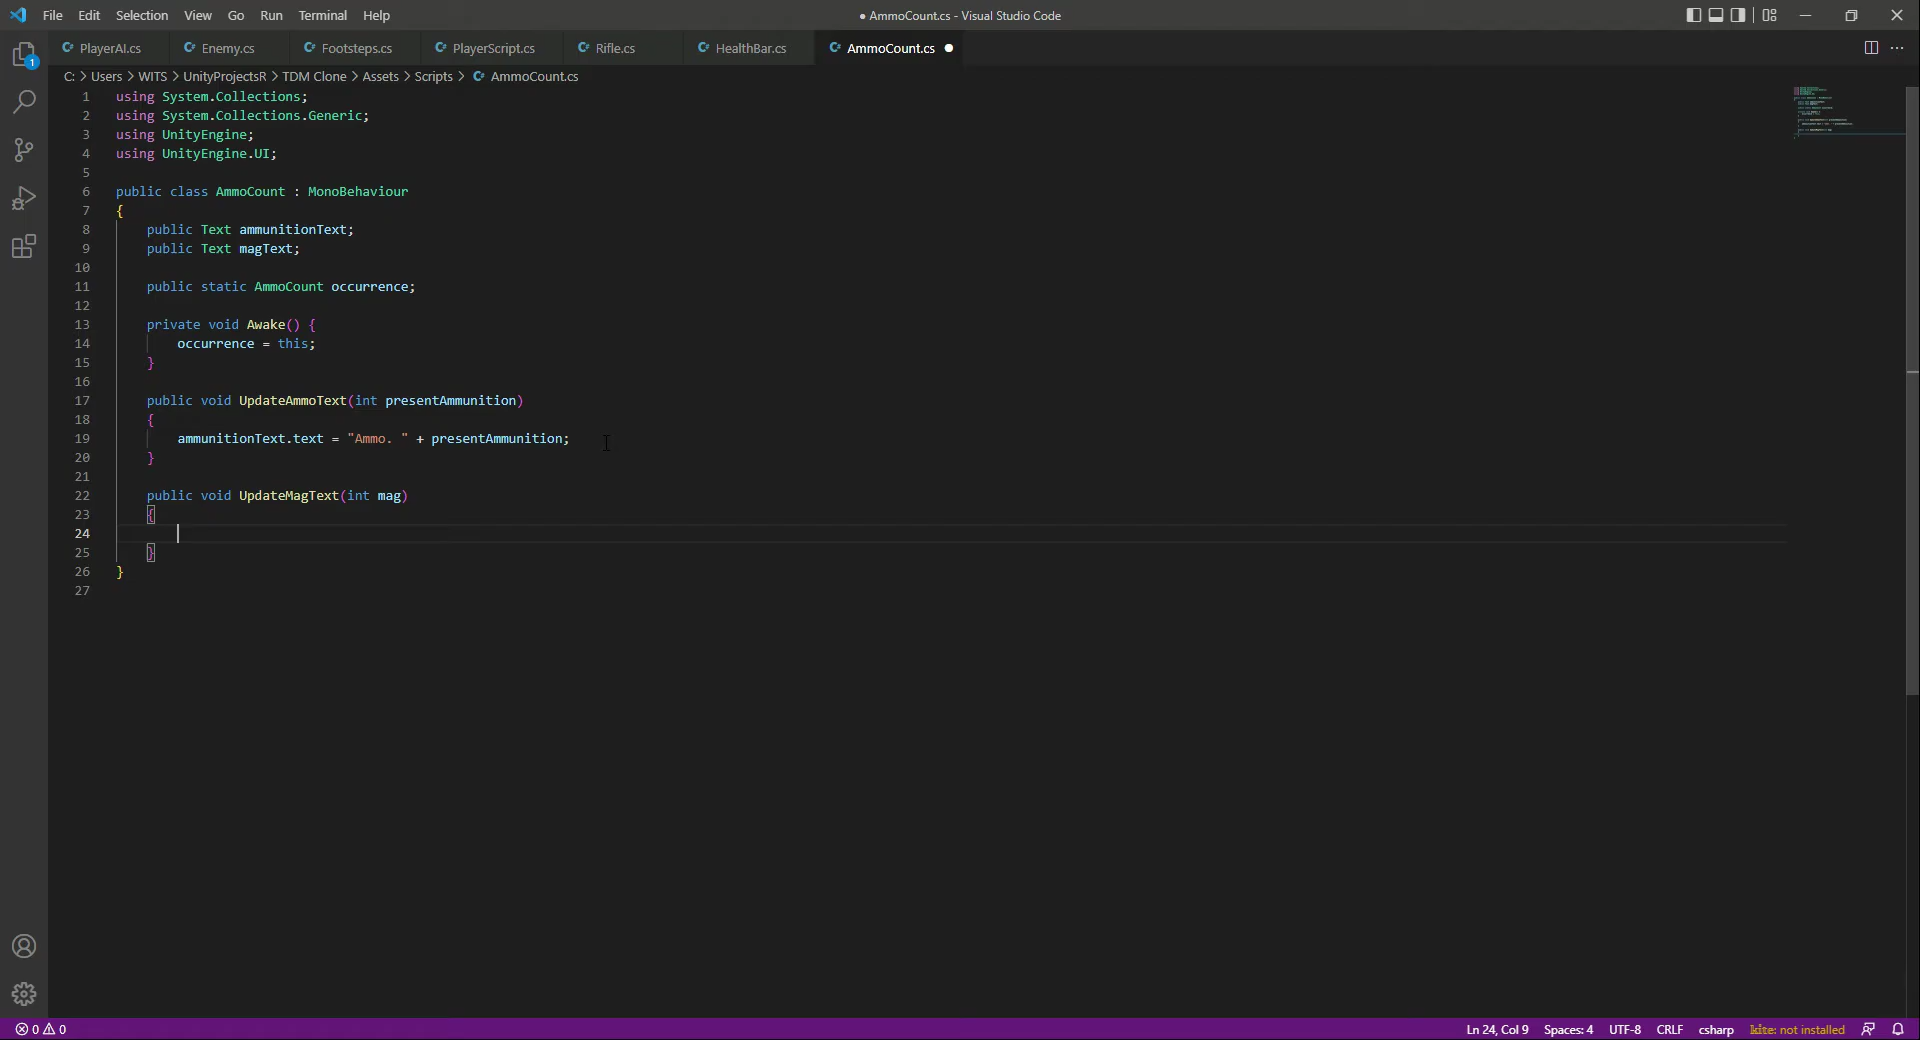 File Edit Selection View Go Run Terminal Help
● AmmoCount.cs - Visual Studio Code
PlayerAI.cs Enemy.cs Footsteps.cs PlayerScript.cs Rifle.cs HealthBar.cs AmmoCount.cs ●
C: > Users > WITS > UnityProjectsR > TDM Clone > Assets > Scripts > AmmoCount.cs
1 using System.Collections;
2 using System.Collections.Generic;
3 using UnityEngine;
4 using UnityEngine.UI;
5
6 public class AmmoCount : MonoBehaviour
7 {
8     public Text ammunitionText;
9     public Text magText;
10
11     public static AmmoCount occurrence;
12
13     private void Awake() {
14         occurrence = this;
15     }
16
17     public void UpdateAmmoText(int presentAmmunition)
18     {
19         ammunitionText.text = "Ammo. " + presentAmmunition;
20     }
21
22     public void UpdateMagText(int mag)
23     {
24
25     }
26 }
27
1
0 0 Ln 24, Col 9 Spaces: 4 UTF-8 CRLF csharp kite: not installed